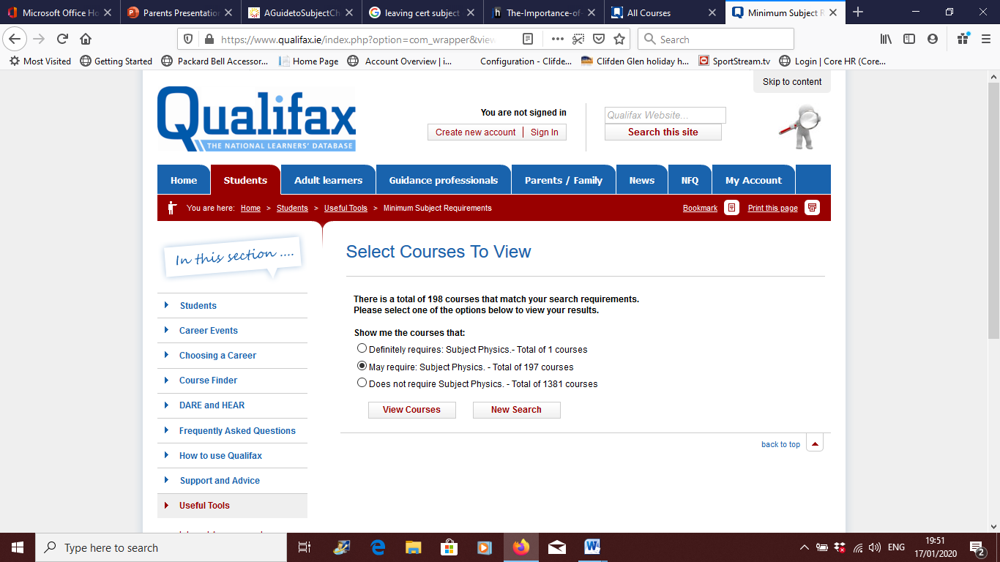 Microsoft Office Ho
Parents Presentation
AGuidetoSubjectCh
leaving cert subject
The-Importance-of-
All Courses
Minimum Subject R
https://www.qualifax.ie/index.php?option=com_wrapper&view
Search
Most Visited
Getting Started
Packard Bell Accessor...
Home Page
Account Overview | i...
Configuration - Clifde...
Clifden Glen holiday h...
SportStream.tv
Login | Core HR (Core...
Skip to content
Qualifax
THE NATIONAL LEARNERS' DATABASE
You are not signed in
Create new account | Sign In
Qualifax Website...
Search this site
Home
Students
Adult learners
Guidance professionals
Parents / Family
News
NFQ
My Account
You are here: Home > Students > Useful Tools > Minimum Subject Requirements
Bookmark
Print this page
In this section ....
Students
Career Events
Choosing a Career
Course Finder
DARE and HEAR
Frequently Asked Questions
How to use Qualifax
Support and Advice
Useful Tools
Select Courses To View
There is a total of 198 courses that match your search requirements.
Please select one of the options below to view your results.
Show me the courses that:
Definitely requires: Subject Physics.- Total of 1 courses
May require: Subject Physics. - Total of 197 courses
Does not require Subject Physics. - Total of 1381 courses
View Courses
New Search
back to top
Type here to search
ENG
19:51
17/01/2020
2